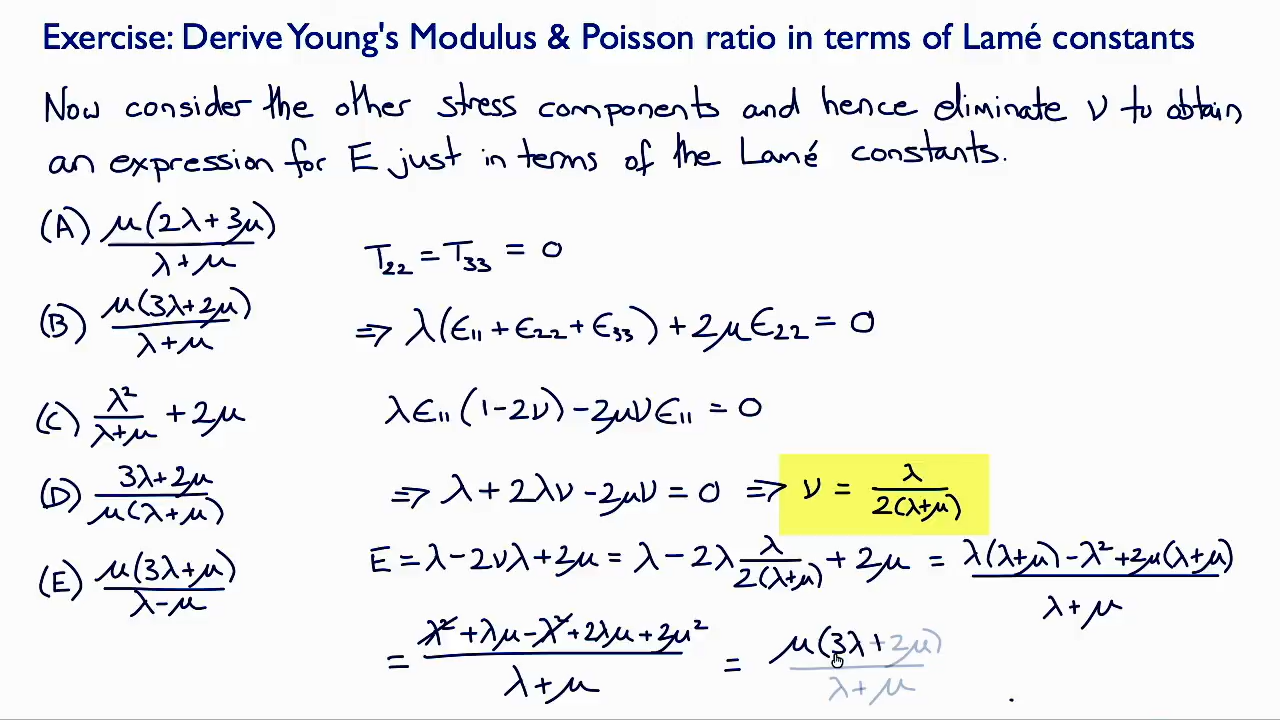 Exercise: Derive Young's Modulus & Poisson ratio in terms of Lamé constants
Now consider the other stress components and hence eliminate ν to obtain
an expression for E just in terms of the Lamé constants.
(A) μ(2λ+3μ) / λ+μ
T₂₂ = T₃₃ = 0
(B) μ(3λ+2μ) / λ+μ
⇒ λ(ϵ₁₁ + ϵ₂₂ + ϵ₃₃) + 2μϵ₂₂ = 0
(C) λ² / λ+μ + 2μ
λϵ₁₁(1-2ν) - 2μνϵ₁₁ = 0
(D) 3λ+2μ / μ(λ+μ)
⇒ λ + 2λν - 2μν = 0 ⇒ ν = λ / 2(λ+μ)
(E) μ(3λ+μ) / λ-μ
E = λ - 2νλ + 2μ = λ - 2λ λ / 2(λ+μ) + 2μ = λ(λ+μ) - λ² + 2μ(λ+μ) / λ+μ
= λ² + λμ - λ² + 2λμ + 2μ² / λ+μ = μ(3λ+2μ) / λ+μ